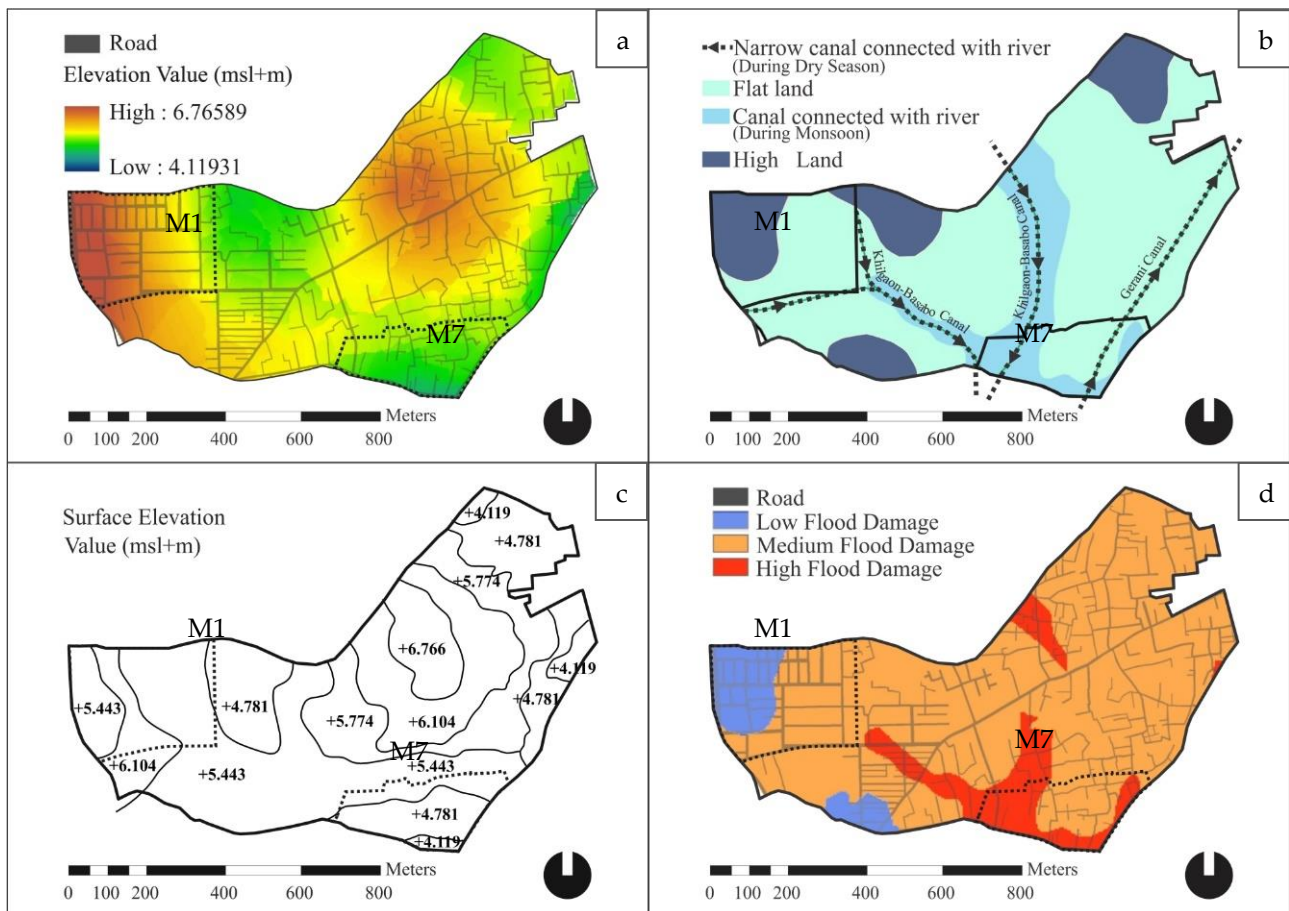 a
Road
Elevation Value (msl+m)
High : 6.76589
Low : 4.11931
M1
M7
Meters
0 100 200 400 600 800
b
Narrow canal connected with river
(During Dry Season)
Flat land
Canal connected with river
(During Monsoon)
High Land
M1
Khilgaon-Basabo Canal
Khilgaon-Basabo Canal
Gerani Canal
M7
Meters
0 100 200 400 600 800
c
Surface Elevation
Value (msl+m)
+4.119
+4.781
+5.774
M1
+6.766
+4.119
+5.443
+4.781
+4.781
+5.774
+6.104
M7
+6.104
+5.443
+5.443
+4.781
+4.119
Meters
0 100 200 400 600 800
d
Road
Low Flood Damage
Medium Flood Damage
High Flood Damage
M1
M7
Meters
0 100 200 400 600 800